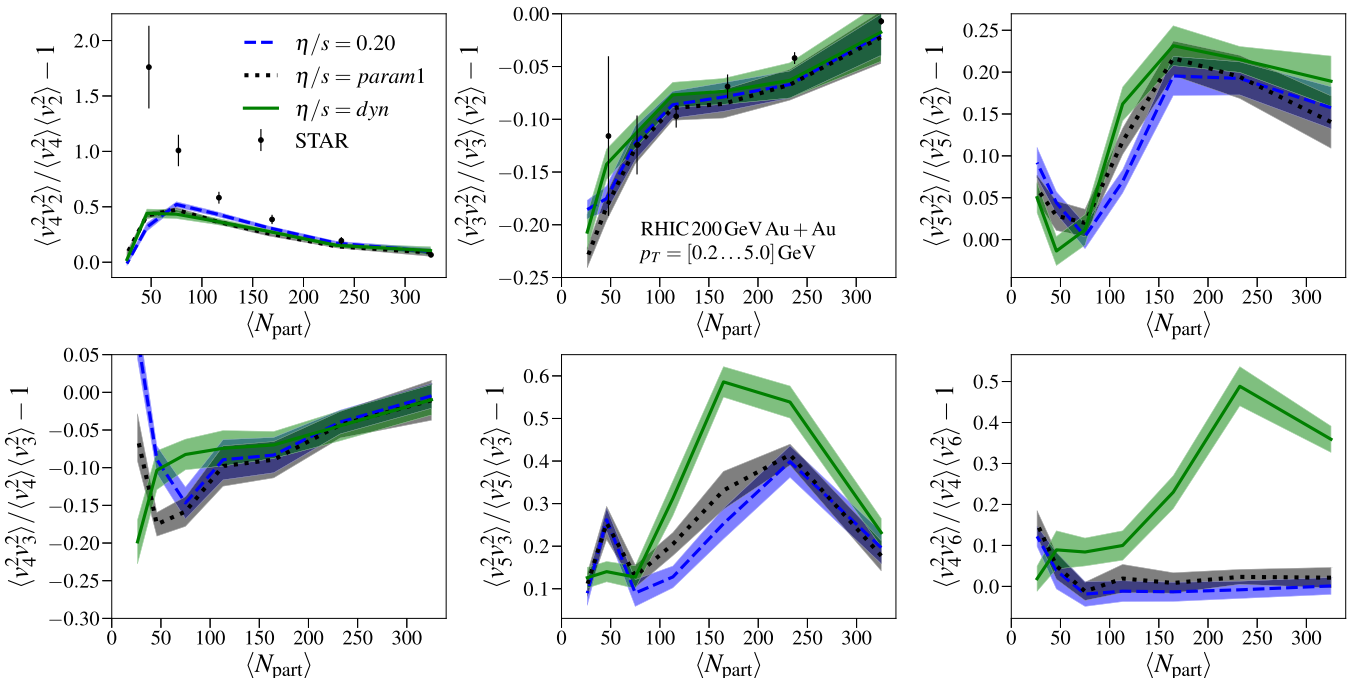 ⟨v₄²v₂²⟩/⟨v₄²⟩⟨v₂²⟩ − 1
2.0
1.5
1.0
0.5
0.0
η/s = 0.20
η/s = param1
η/s = dyn
STAR
50 100 150 200 250 300
⟨N_part⟩
⟨v₃²v₂²⟩/⟨v₃²⟩⟨v₂²⟩ − 1
0.00
−0.05
−0.10
−0.15
−0.20
−0.25
RHIC 200 GeV Au + Au
p_T = [0.2…5.0] GeV
0 50 100 150 200 250 300
⟨N_part⟩
⟨v₅²v₂²⟩/⟨v₅²⟩⟨v₂²⟩ − 1
0.25
0.20
0.15
0.10
0.05
0.00
0 50 100 150 200 250 300
⟨N_part⟩
⟨v₄²v₃²⟩/⟨v₄²⟩⟨v₃²⟩ − 1
0.05
0.00
−0.05
−0.10
−0.15
−0.20
−0.25
−0.30
0 50 100 150 200 250 300
⟨N_part⟩
⟨v₅²v₃²⟩/⟨v₅²⟩⟨v₃²⟩ − 1
0.6
0.5
0.4
0.3
0.2
0.1
0 50 100 150 200 250 300
⟨N_part⟩
⟨v₄²v₆²⟩/⟨v₄²⟩⟨v₆²⟩ − 1
0.5
0.4
0.3
0.2
0.1
0.0
0 50 100 150 200 250 300
⟨N_part⟩